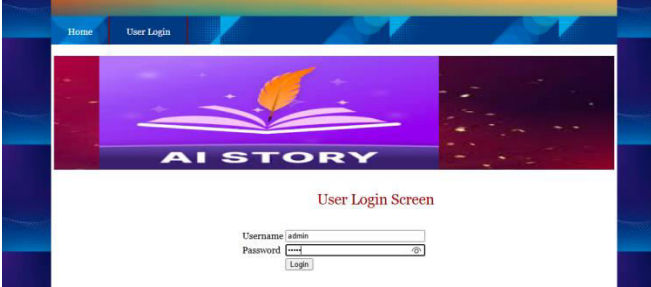 Home User Login
AI STORY
User Login Screen
Username admin
Password •••••
Login